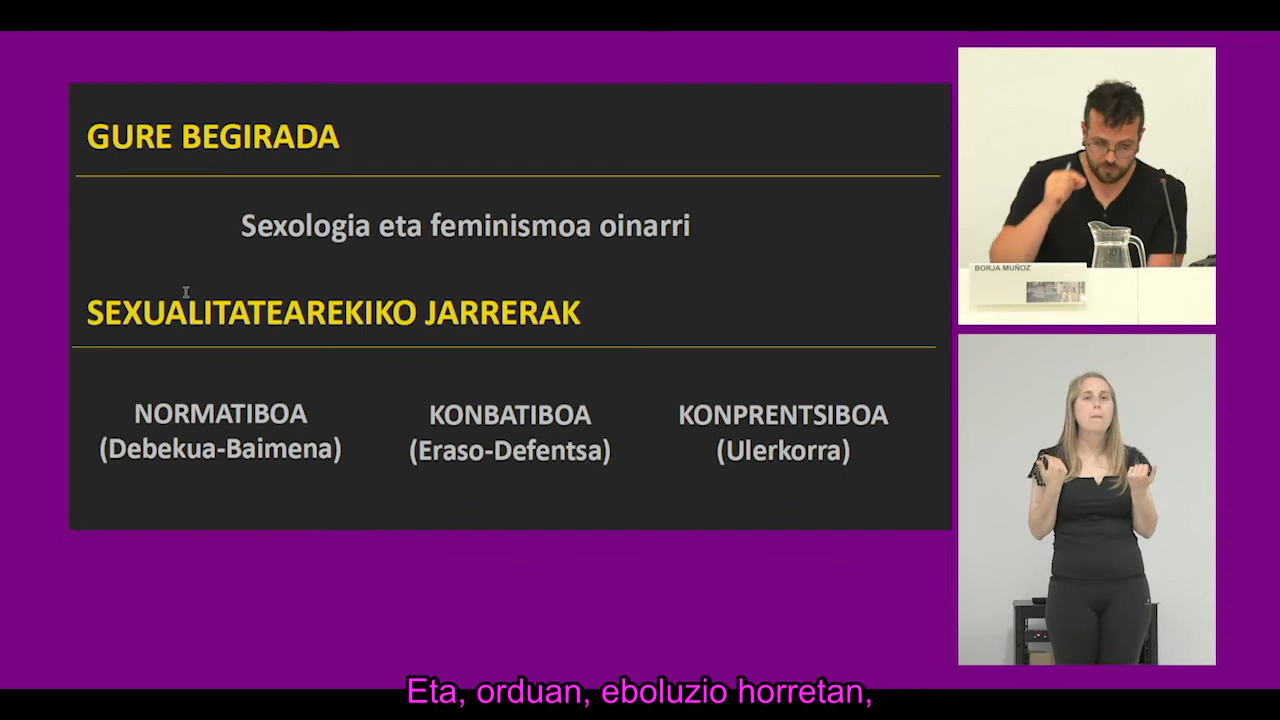 GURE BEGIRADA
Sexologia eta feminismoa oinarri
SEXUALITATEAREKIKO JARRERAK
NORMATIBOA
(Debekua-Baimena)
KONBATIBOA
(Eraso-Defentsa)
KONPRENTSIBOA
(Ulerkorra)
BORJA MUÑOZ
Eta, orduan, eboluzio horretan,